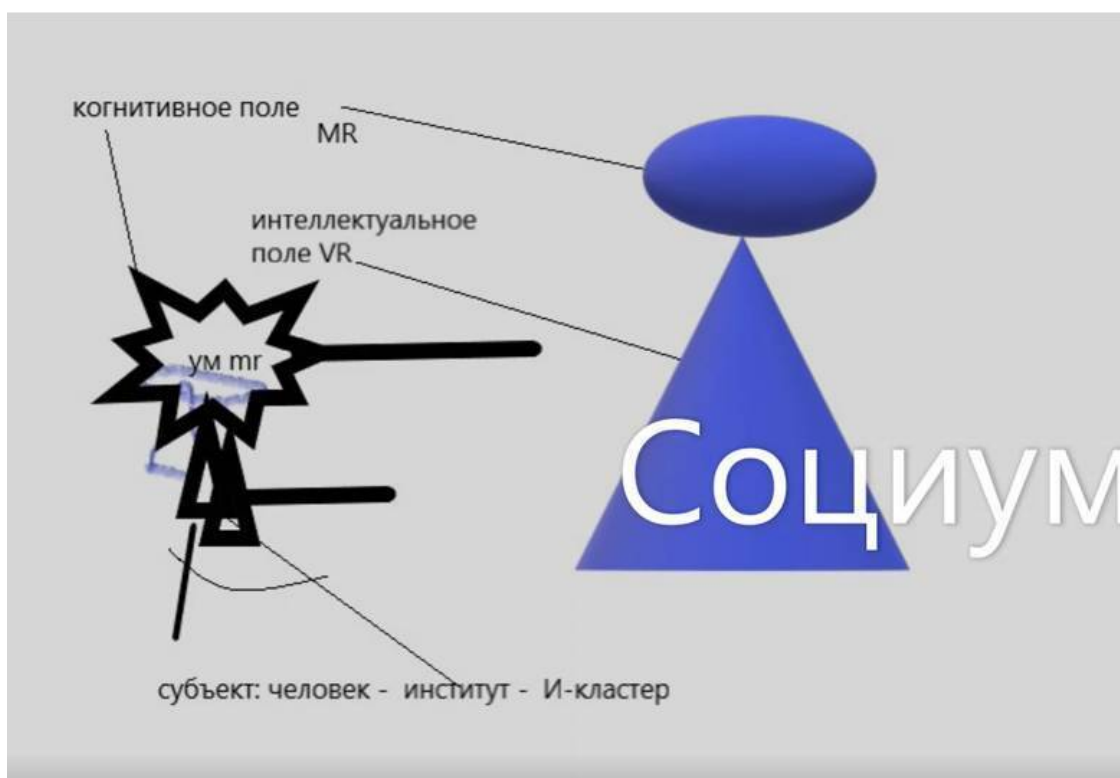 когнитивное поле
MR
интеллектуальное
поле VR
ум mr
Социум
субъект: человек - институт - И-кластер